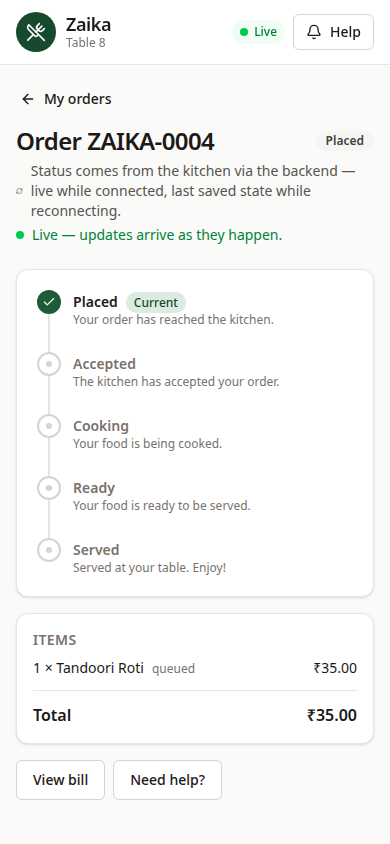 Zaika
Table 8
Live
Help
My orders
Order ZAIKA-0004
Placed
Status comes from the kitchen via the backend —
live while connected, last saved state while
reconnecting.
Live — updates arrive as they happen.
Placed
Current
Your order has reached the kitchen.
Accepted
The kitchen has accepted your order.
Cooking
Your food is being cooked.
Ready
Your food is ready to be served.
Served
Served at your table. Enjoy!
ITEMS
1 × Tandoori Roti queued ₹35.00
Total ₹35.00
View bill
Need help?